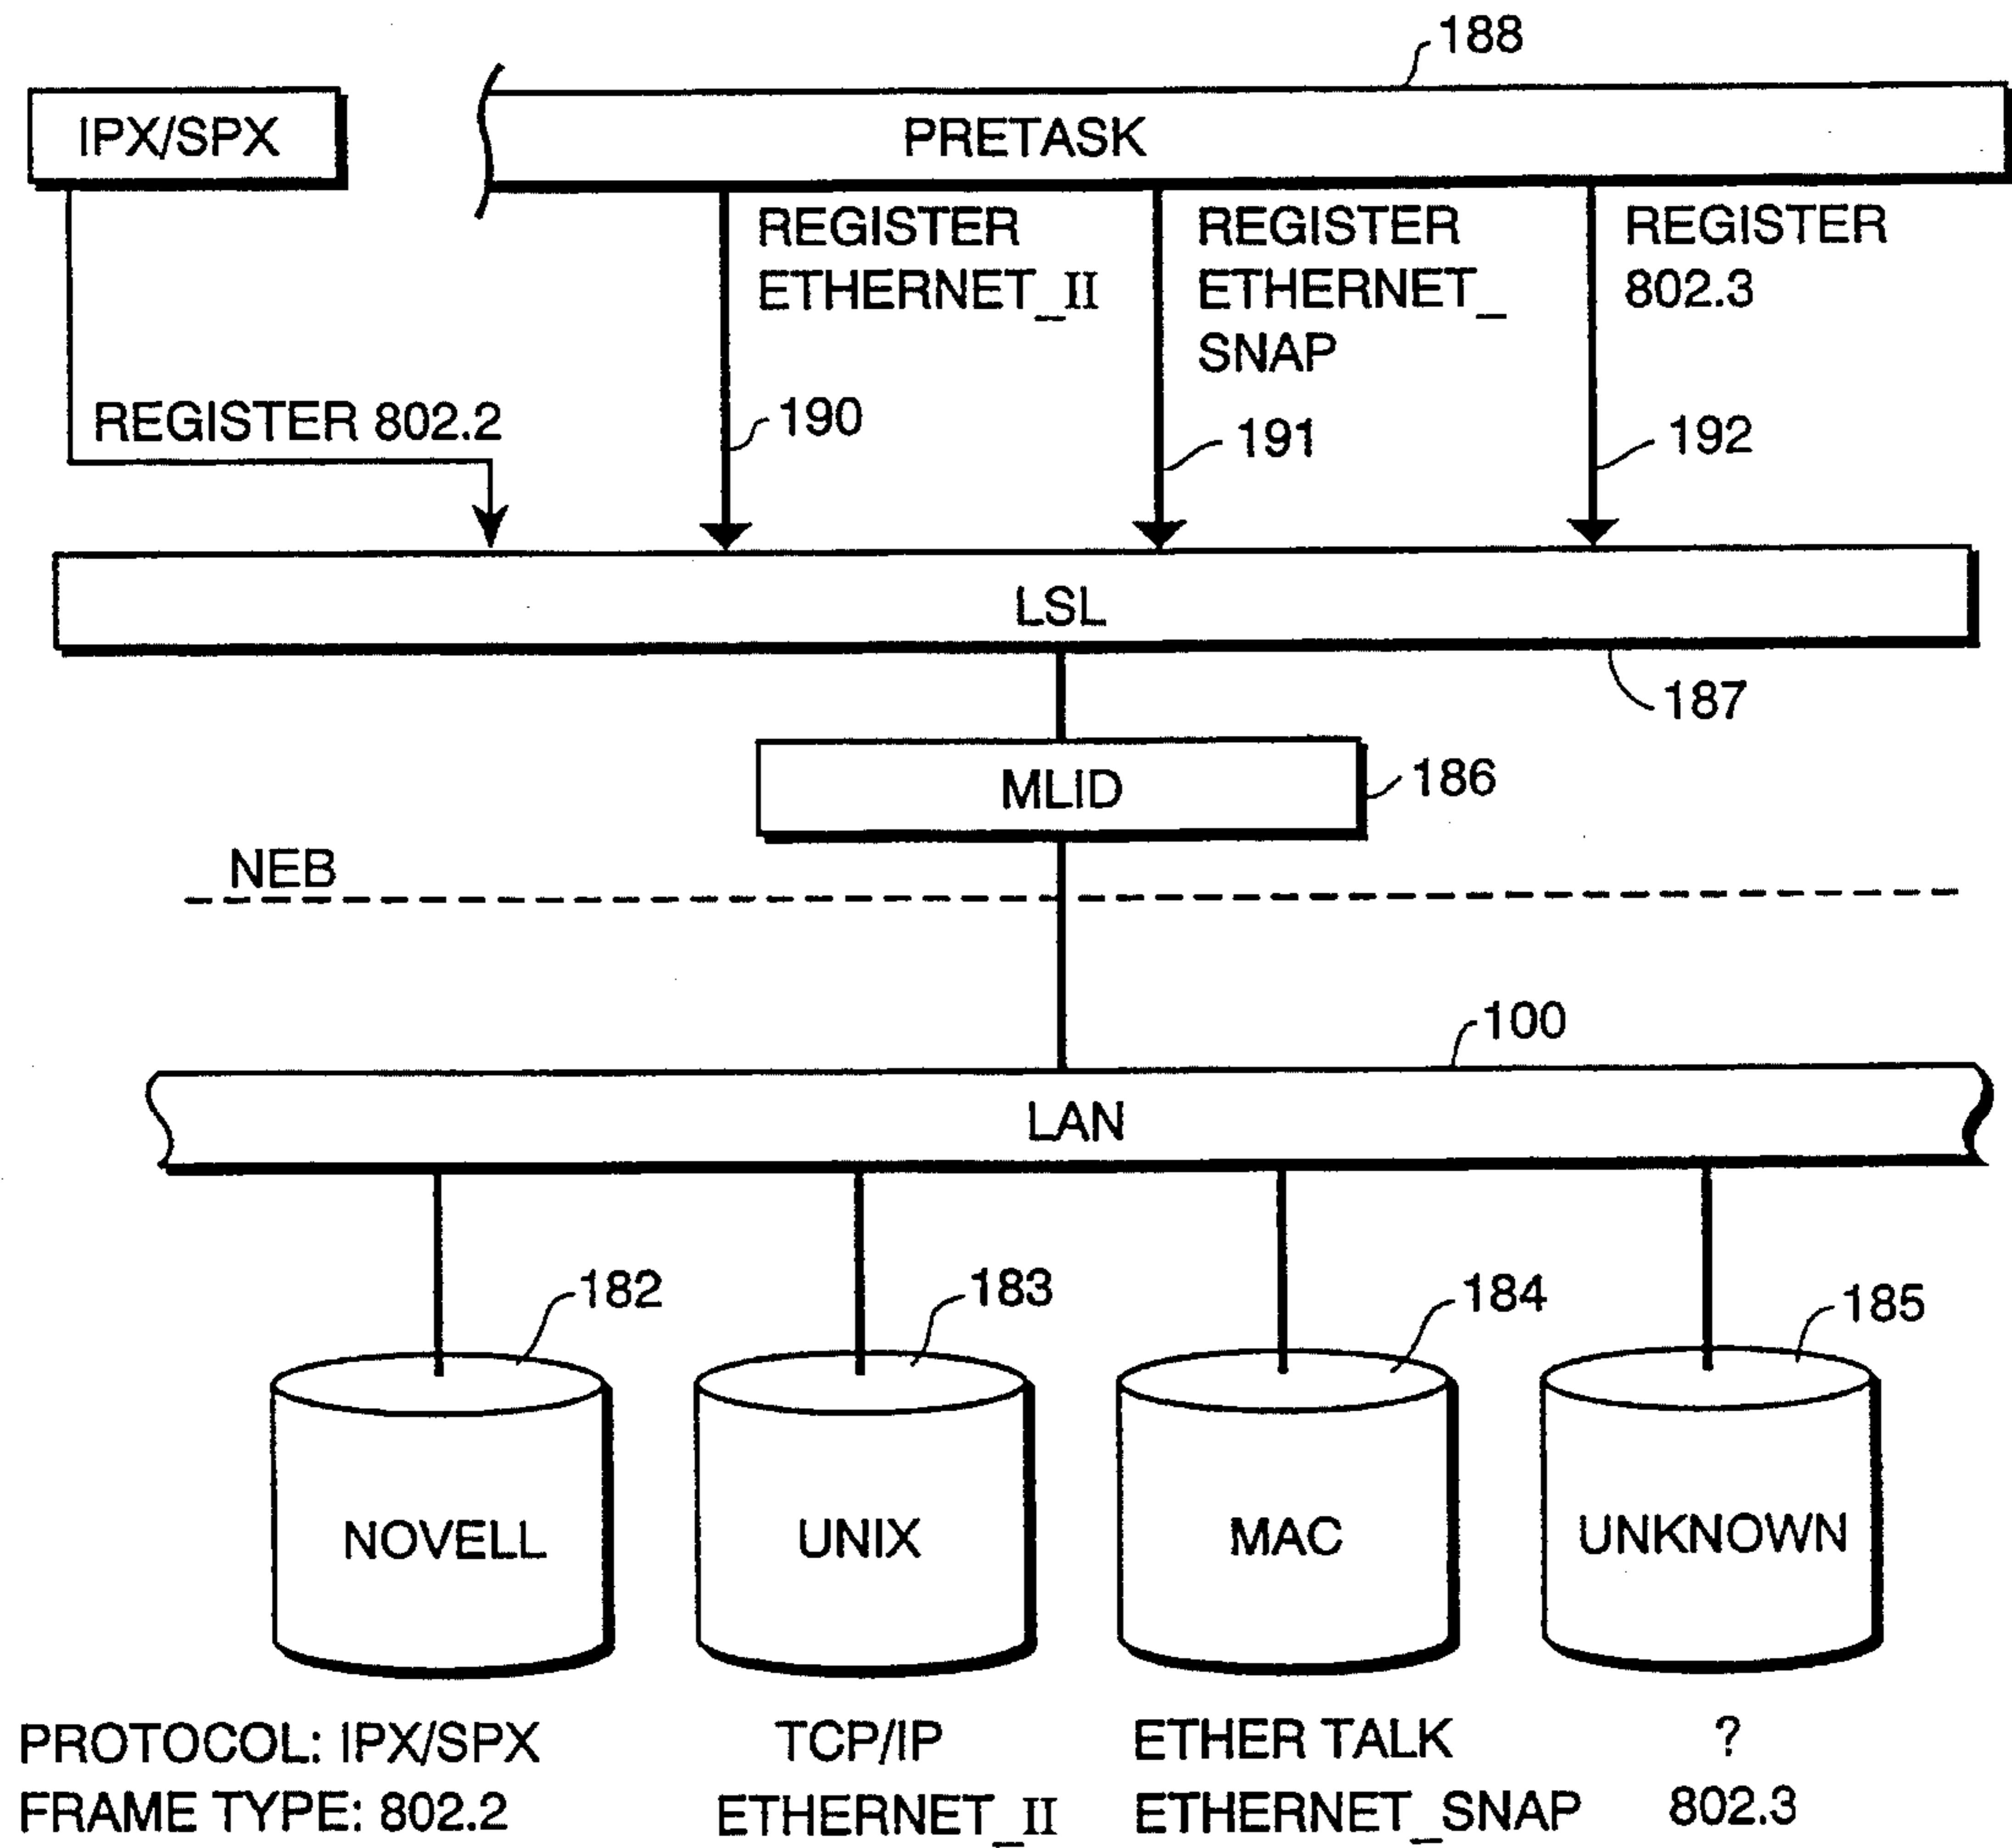 188
IPX/SPX
PRETASK
REGISTER
ETHERNET_II
REGISTER
ETHERNET_
SNAP
REGISTER
802.3
REGISTER 802.2
190
191
192
LSL
187
MLID
186
NEB
100
LAN
182
183
184
185
NOVELL
UNIX
MAC
UNKNOWN
PROTOCOL: IPX/SPX
TCP/IP
ETHER TALK
?
FRAME TYPE: 802.2
ETHERNET_II
ETHERNET_SNAP
802.3